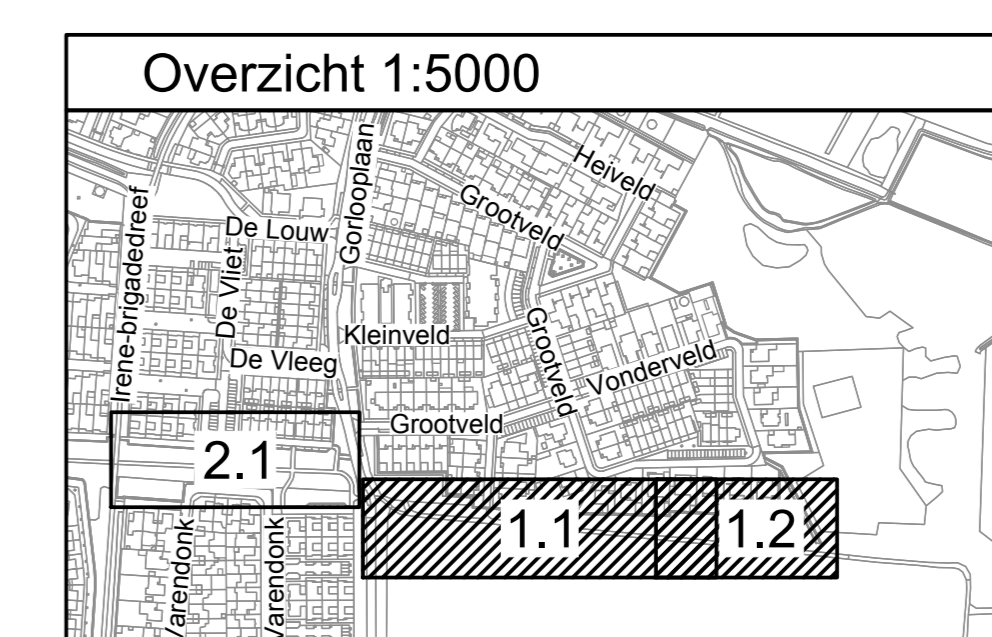 Overzicht 1:5000
Heiveld
Gorlooplaan
Grootveld
Irene-brigadedreef
De Louw
De Vliet
Grootveld
Kleinveld
De Vleeg
Vonderveld
Grootveld
2.1
1.1
1.2
Varendonk
Varendonk